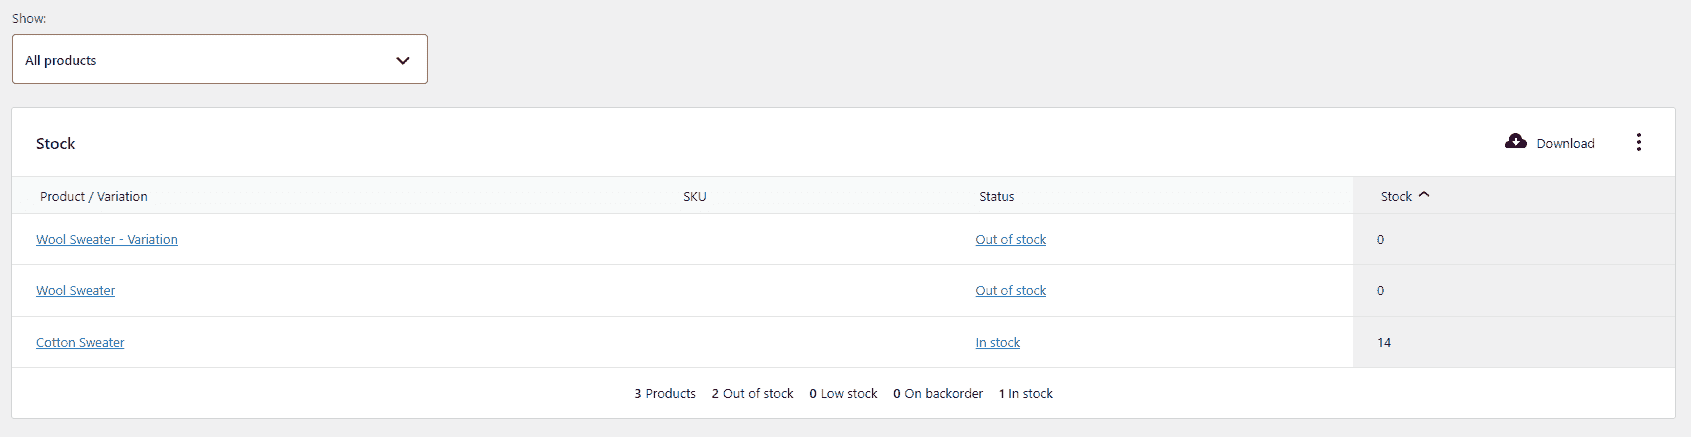 Show:
All products
Stock
Download
Product / Variation SKU Status Stock
Wool Sweater - Variation Out of stock 0
Wool Sweater Out of stock 0
Cotton Sweater In stock 14
3 Products 2 Out of stock 0 Low stock 0 On backorder 1 In stock